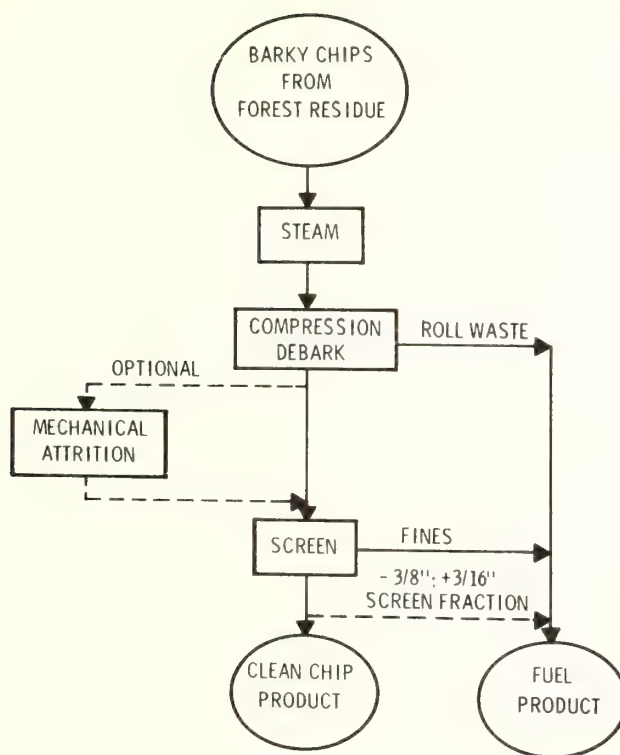 BARKY CHIPS
FROM
FOREST RESIDUE
STEAM
COMPRESSION
DEBARK
ROLL WASTE
OPTIONAL
MECHANICAL
ATTRITION
SCREEN
FINES
- 3/8": +3/16"
SCREEN FRACTION
CLEAN CHIP
PRODUCT
FUEL
PRODUCT